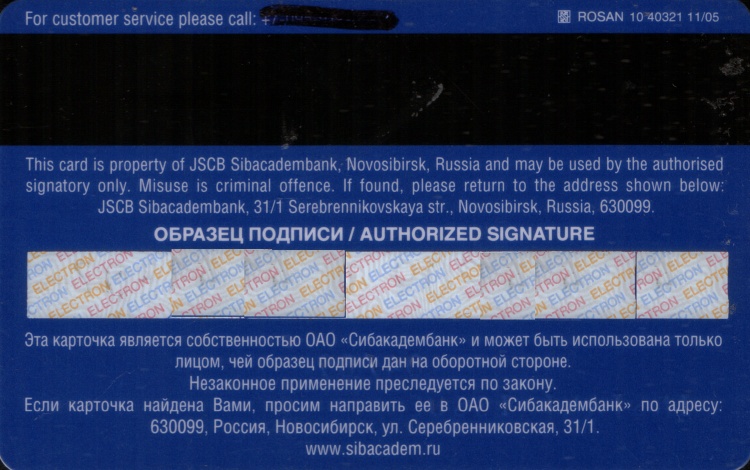 For customer service please call:
ROSAN 10 40321 11/05
This card is property of JSCB Sibacadembank, Novosibirsk, Russia and may be used by the authorised
signatory only. Misuse is criminal offence. If found, please return to the address shown below:
JSCB Sibacadembank, 31/1 Serebrennikovskaya str., Novosibirsk, Russia, 630099.
ОБРАЗЕЦ ПОДПИСИ / AUTHORIZED SIGNATURE
ELECTRON ELECTRON ELECTRON ELECTRON ELECTRON
Эта карточка является собственностью ОАО «Сибакадембанк» и может быть использована только
лицом, чей образец подписи дан на оборотной стороне.
Незаконное применение преследуется по закону.
Если карточка найдена Вами, просим направить ее в ОАО «Сибакадембанк» по адресу:
630099, Россия, Новосибирск, ул. Серебренниковская, 31/1.
www.sibacadem.ru